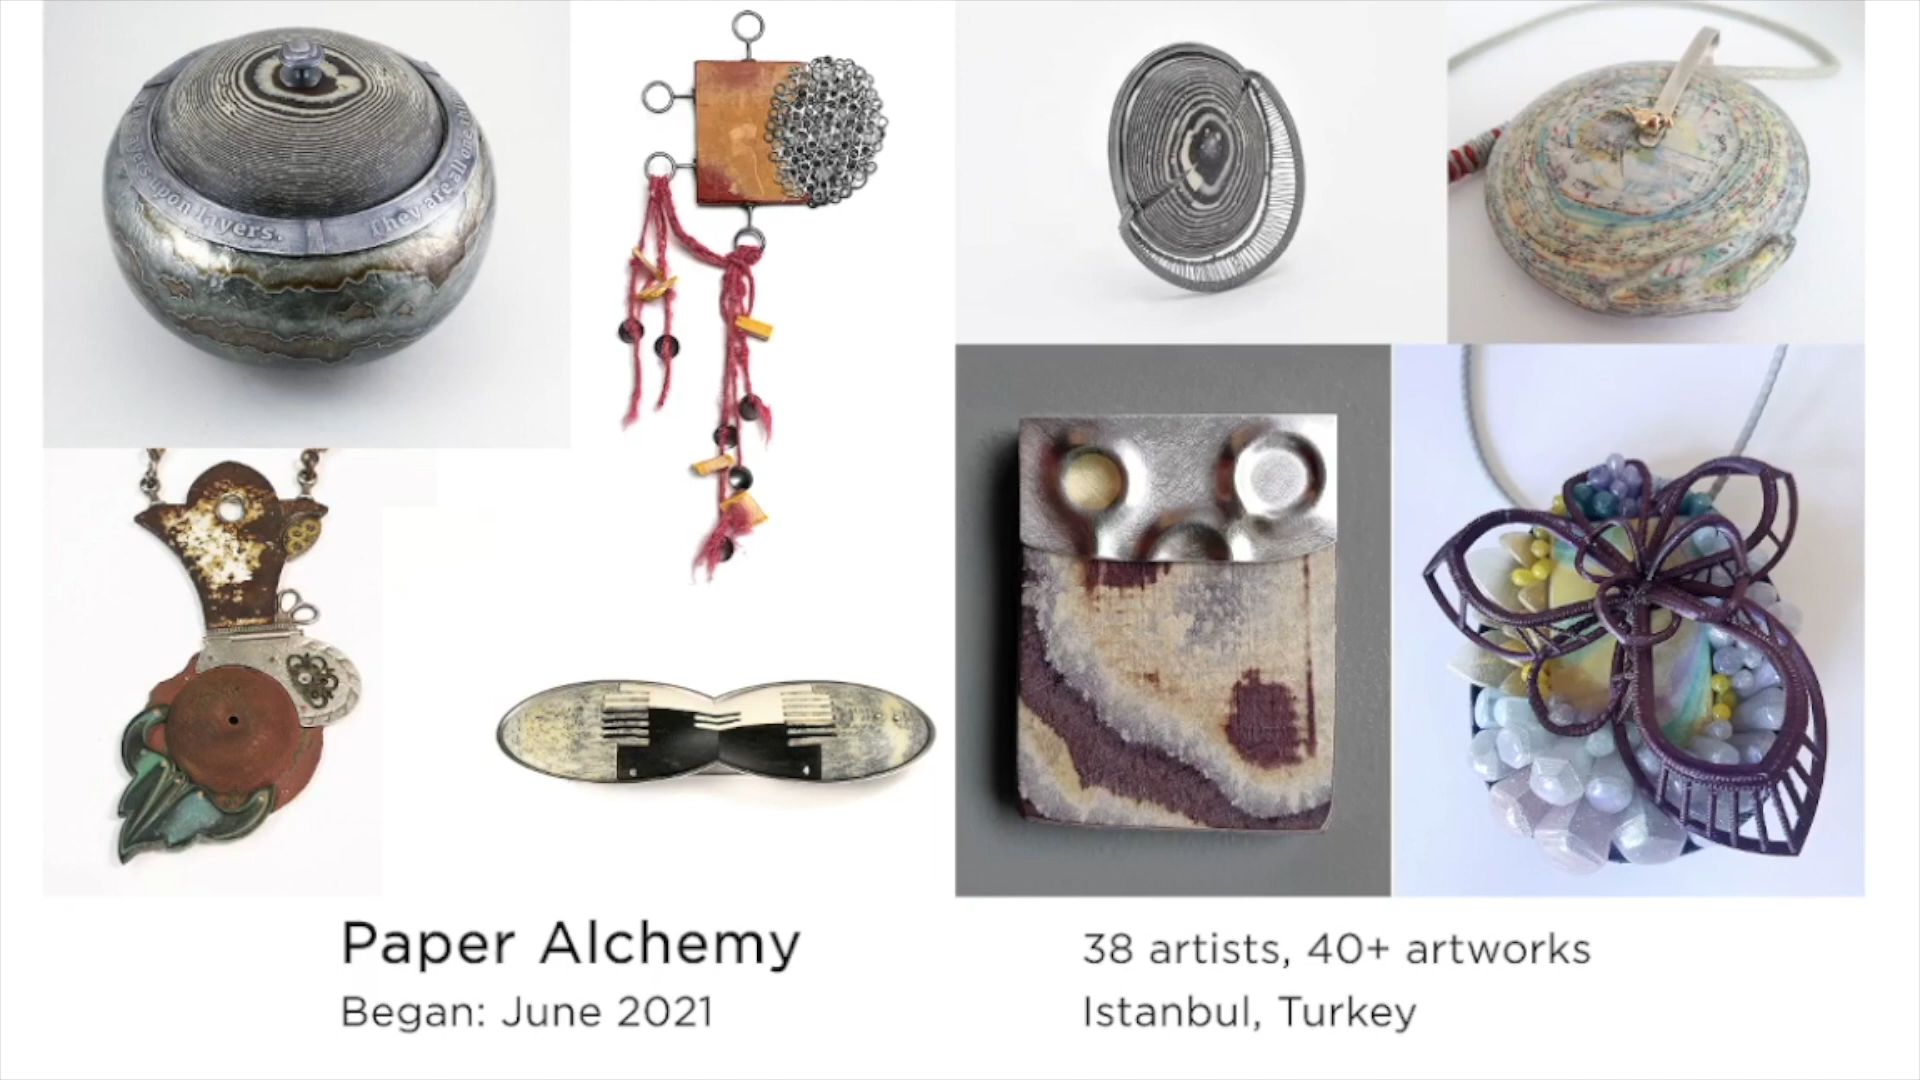 layers upon layers.
They are all one
Paper Alchemy
Began: June 2021
38 artists, 40+ artworks
Istanbul, Turkey